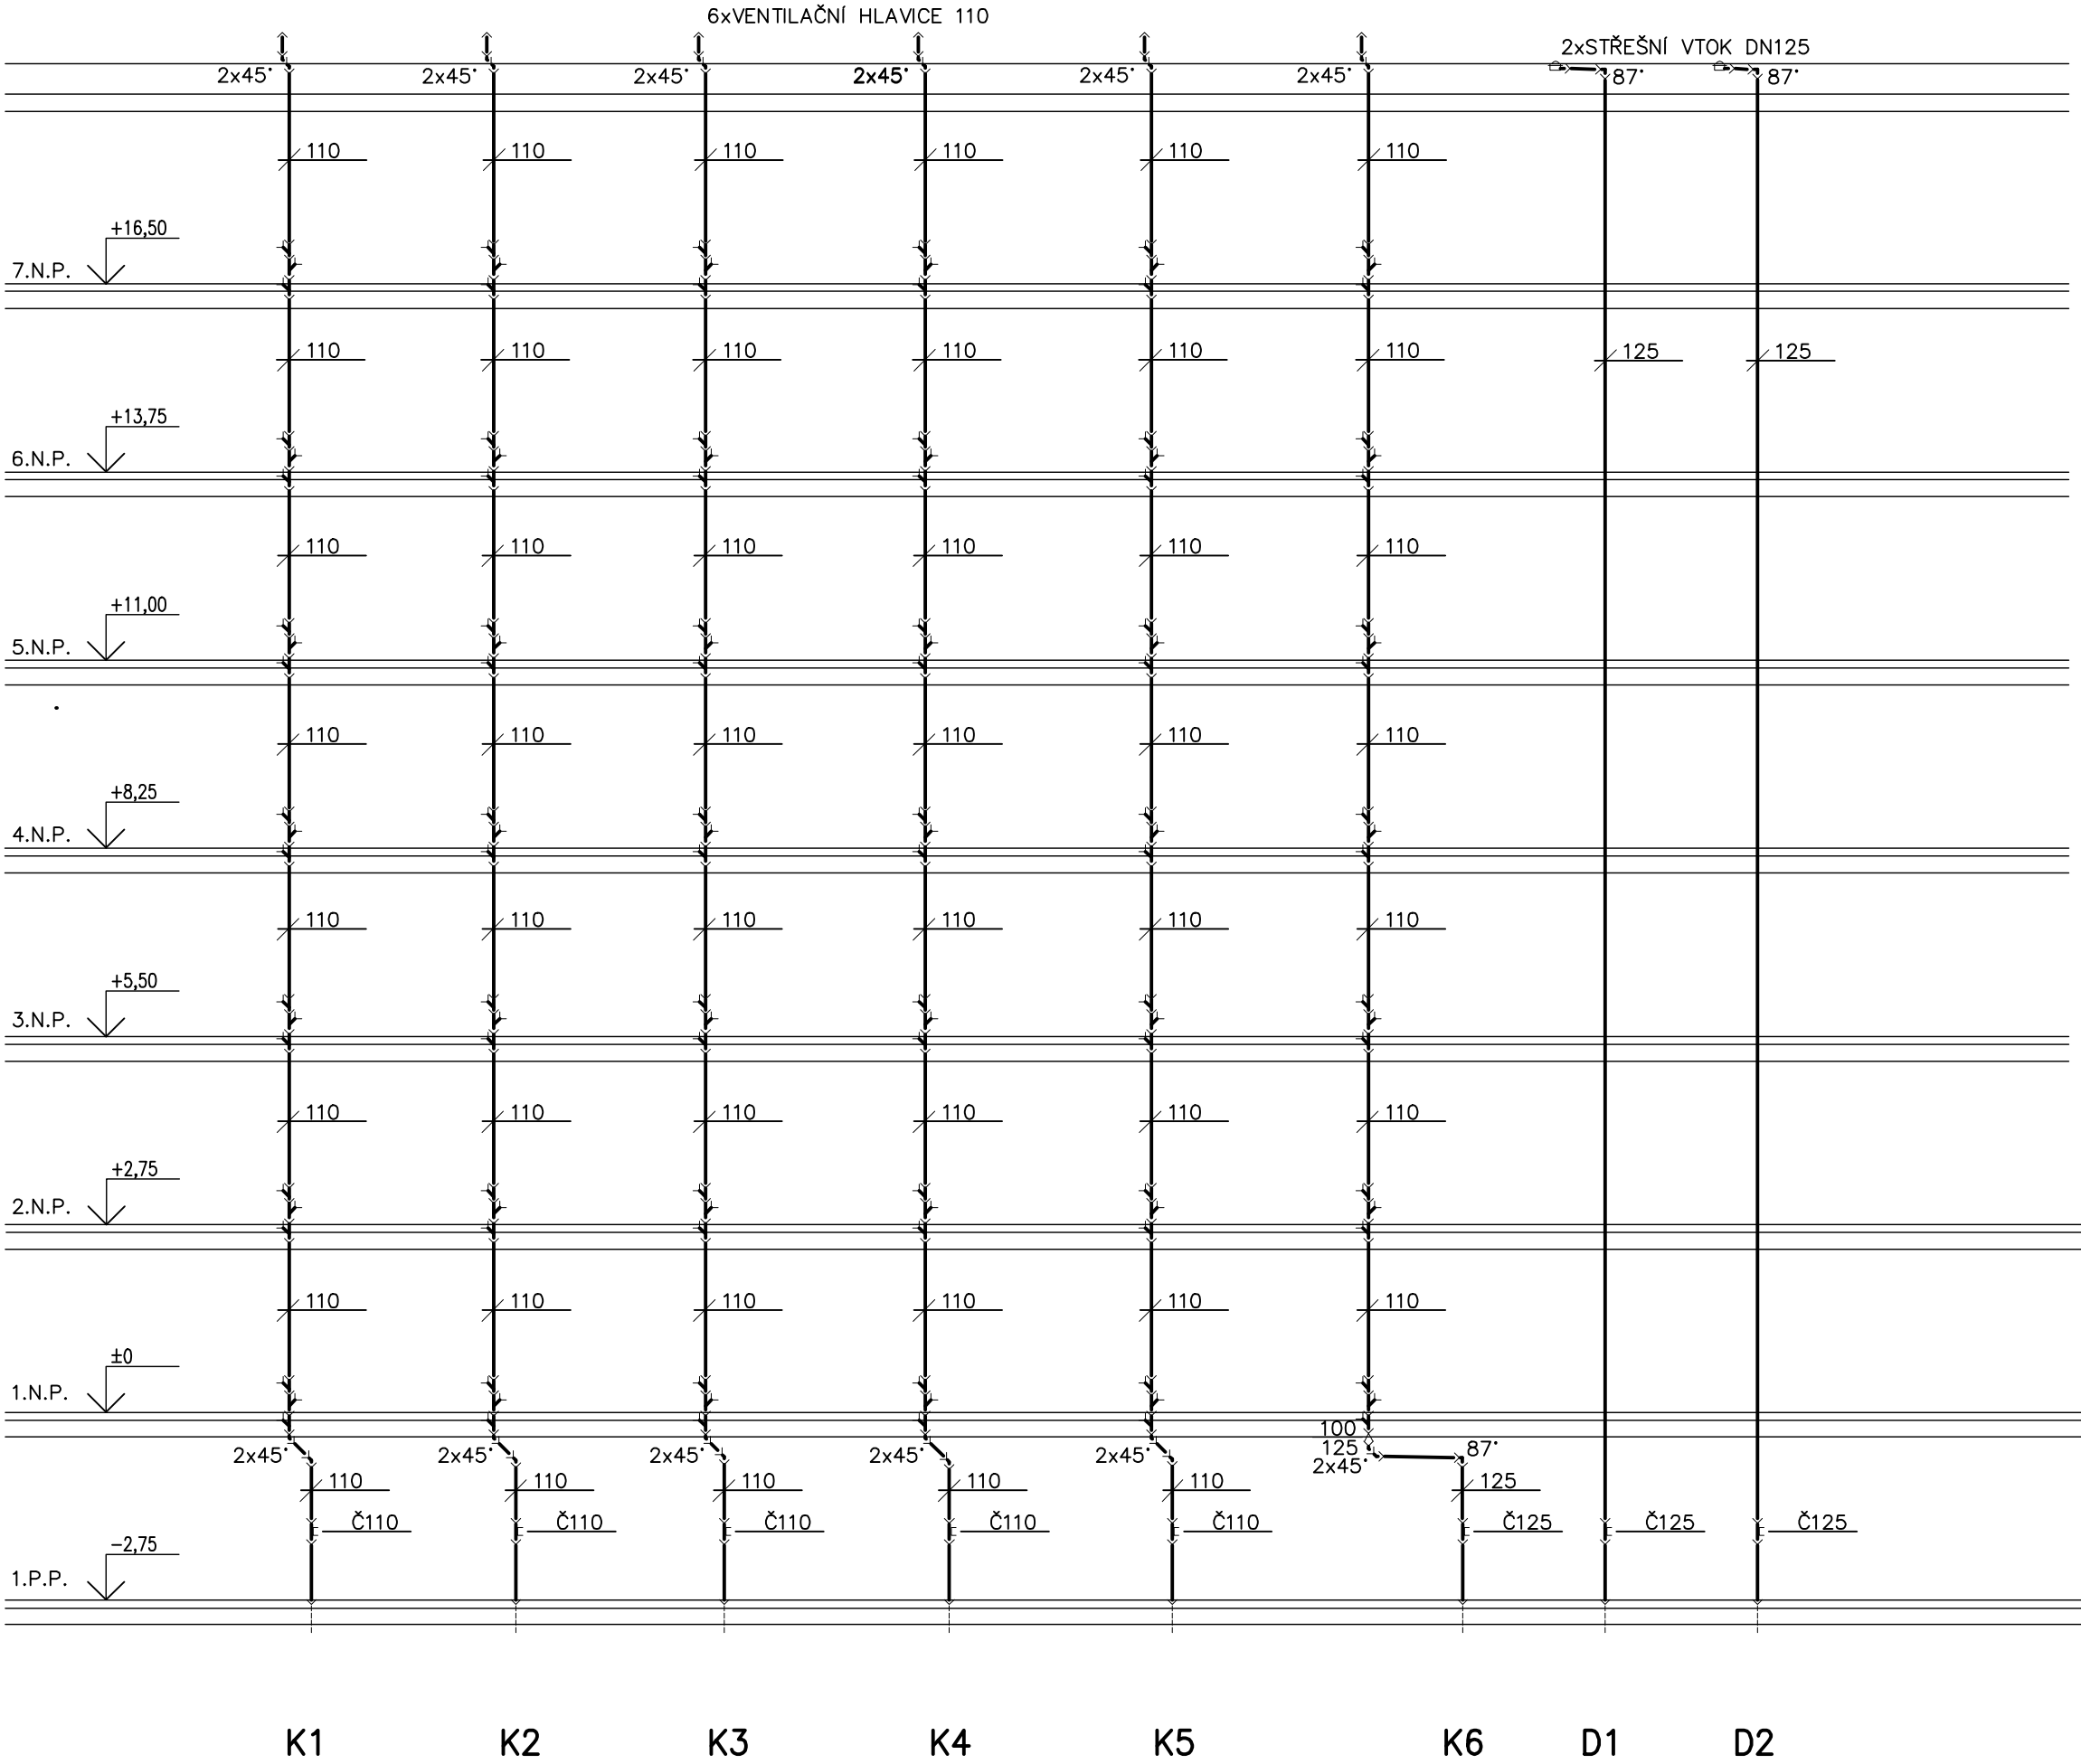 6xVENTILAČNÍ HLAVICE 110
2xSTŘEŠNÍ VTOK DN125
2x45° 2x45° 2x45° 2x45° 2x45° 2x45° 87° 87°
110 110 110 110 110 110
+16,50
7.N.P.
110 110 110 110 110 110 125 125
+13,75
6.N.P.
110 110 110 110 110 110
+11,00
5.N.P.
110 110 110 110 110 110
+8,25
4.N.P.
110 110 110 110 110 110
+5,50
3.N.P.
110 110 110 110 110 110
+2,75
2.N.P.
110 110 110 110 110 110
±0
1.N.P.
100
125
2x45° 2x45° 2x45° 2x45° 2x45° 2x45° 87°
110 110 110 110 110 125
Č110 Č110 Č110 Č110 Č110 Č125 Č125 Č125
-2,75
1.P.P.
K1 K2 K3 K4 K5 K6 D1 D2